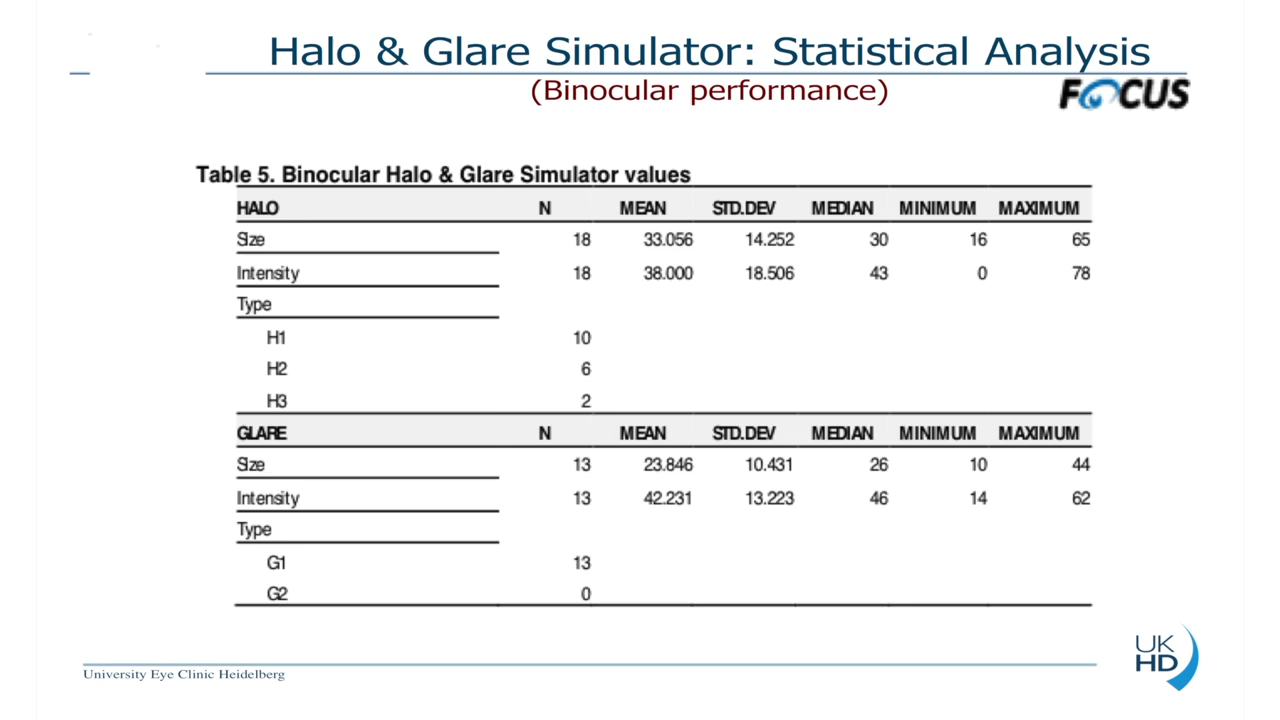 Halo & Glare Simulator: Statistical Analysis
(Binocular performance)
FOCUS
Table 5. Binocular Halo & Glare Simulator values
HALO N MEAN STD.DEV MEDIAN MINIMUM MAXIMUM
Size 18 33.056 14.252 30 16 65
Intensity 18 38.000 18.506 43 0 78
Type
H1 10
H2 6
H3 2
GLARE N MEAN STD.DEV MEDIAN MINIMUM MAXIMUM
Size 13 23.846 10.431 26 10 44
Intensity 13 42.231 13.223 46 14 62
Type
G1 13
G2 0
UK
HD
University Eye Clinic Heidelberg